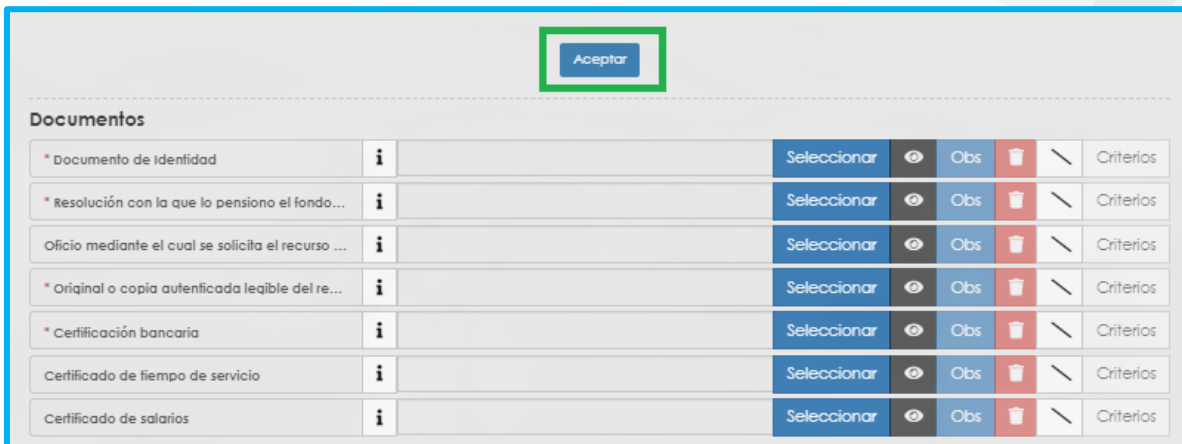 Aceptar
Documentos
* Documento de Identidad i Seleccionar Obs Criterios
* Resolución con la que lo pensiono el fondo... i Seleccionar Obs Criterios
Oficio mediante el cual se solicita el recurso ... i Seleccionar Obs Criterios
* Original o copia autenticada legible del re... i Seleccionar Obs Criterios
* Certificación bancaria i Seleccionar Obs Criterios
Certificado de tiempo de servicio i Seleccionar Obs Criterios
Certificado de salarios i Seleccionar Obs Criterios